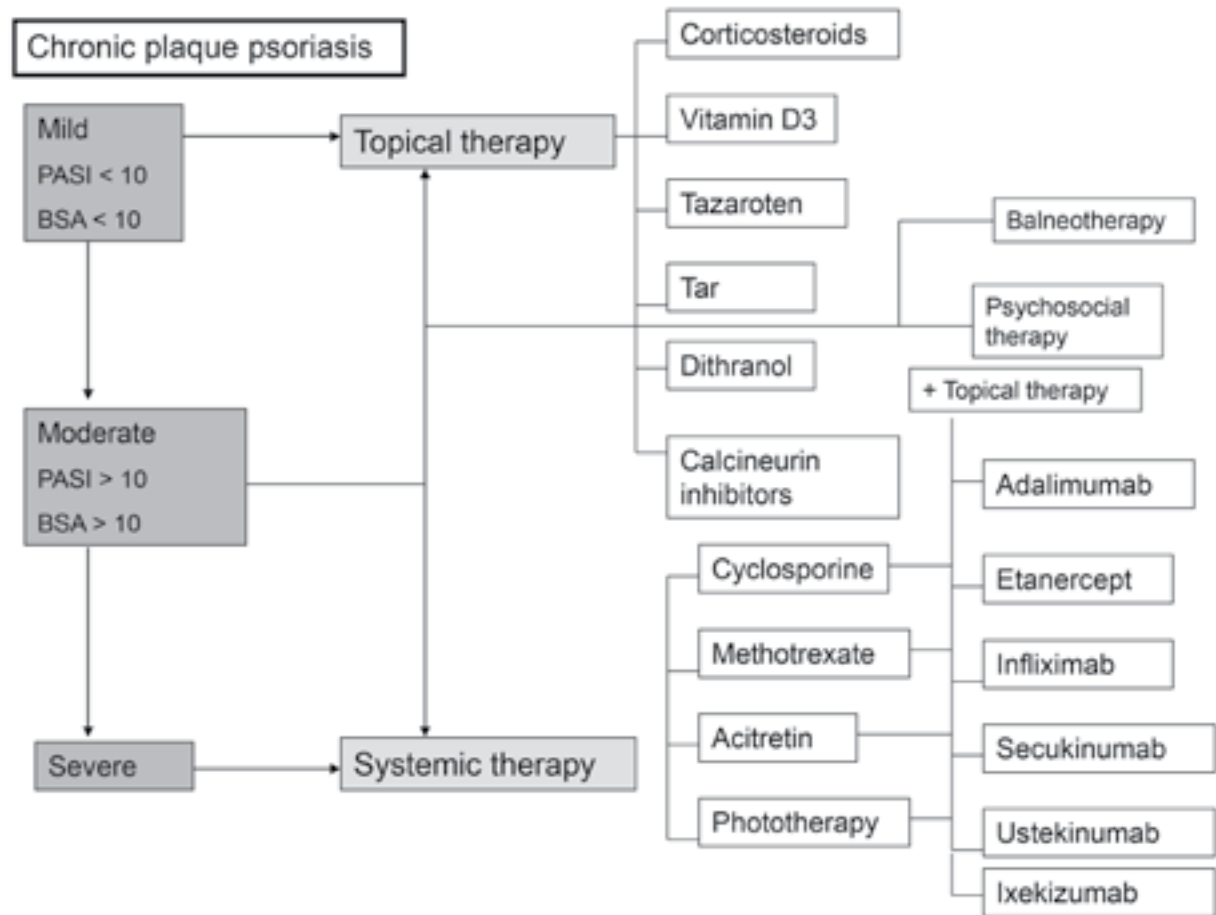 Chronic plaque psoriasis
Mild
PASI < 10
BSA < 10
Moderate
PASI > 10
BSA > 10
Severe
Topical therapy
Systemic therapy
Corticosteroids
Vitamin D3
Tazaroten
Tar
Dithranol
Calcineurin
inhibitors
Balneotherapy
Psychosocial
therapy
+ Topical therapy
Cyclosporine
Methotrexate
Acitretin
Phototherapy
Adalimumab
Etanercept
Infliximab
Secukinumab
Ustekinumab
Ixekizumab